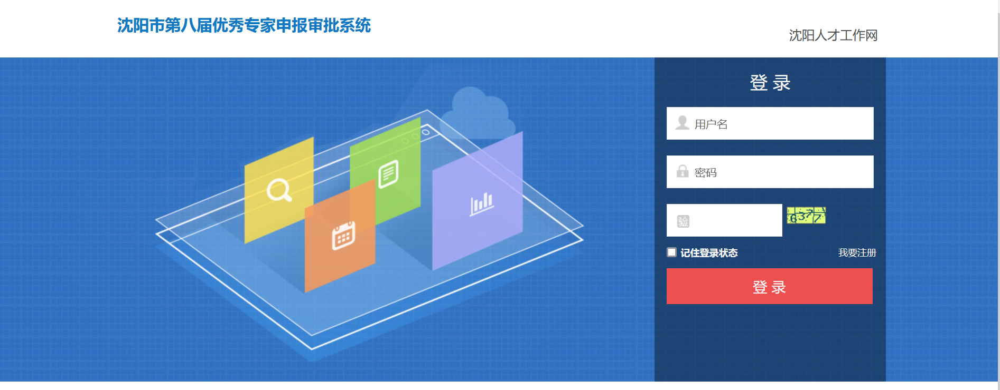 沈阳市第八届优秀专家申报审批系统
沈阳人才工作网
登 录
用户名
密码
验
6377
记住登录状态
我要注册
登 录